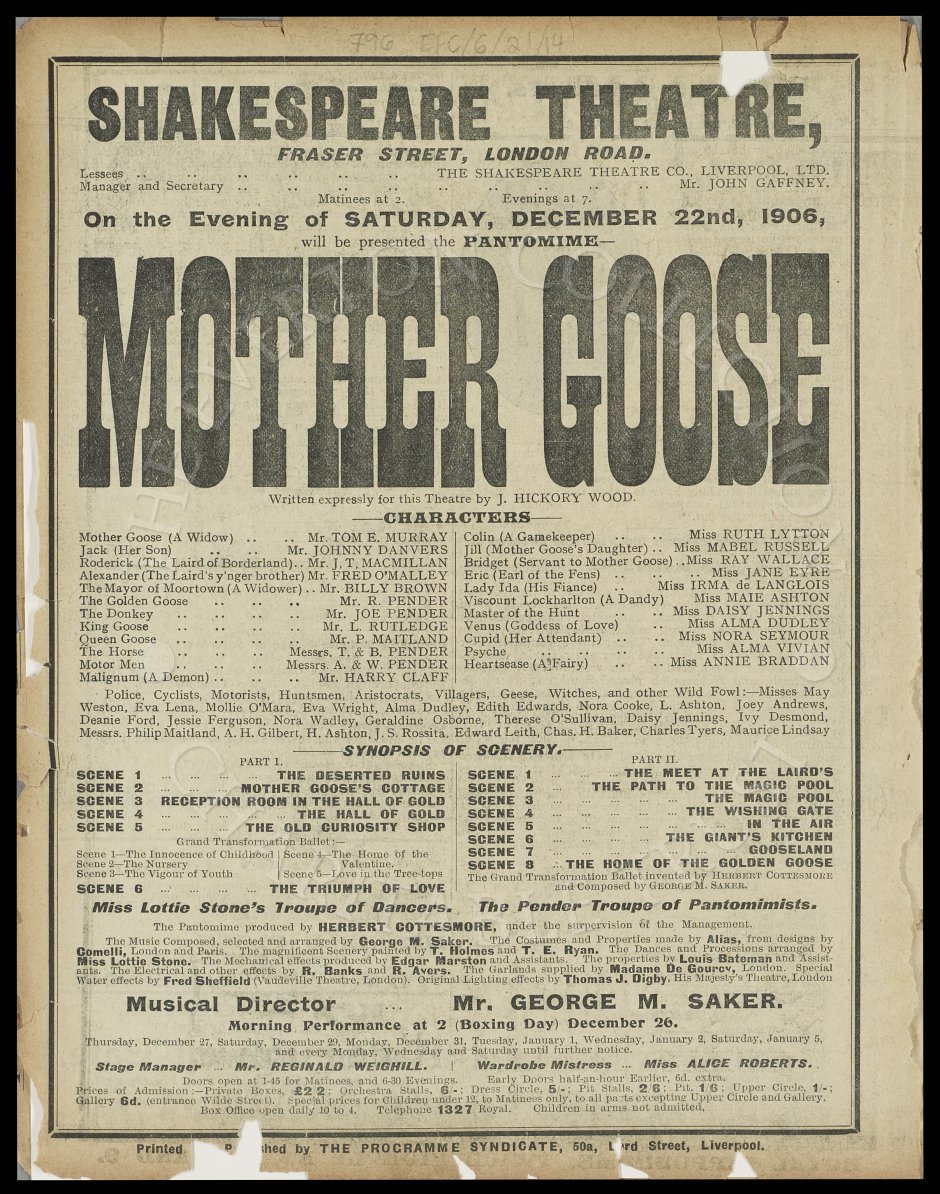 796 EFC/6/2/14
SHAKESPEARE THEATRE,
FRASER STREET, LONDON ROAD.
Lessees .. .. .. .. .. .. THE SHAKESPEARE THEATRE CO., LIVERPOOL, LTD.
Manager and Secretary .. .. .. .. .. .. .. .. .. Mr. JOHN GAFFNEY.
Matinees at 2. Evenings at 7.
On the Evening of SATURDAY, DECEMBER 22nd, 1906,
will be presented the PANTOMIME—
MOTHER GOOSE
Written expressly for this Theatre by J. HICKORY WOOD.
CHARACTERS
Mother Goose (A Widow) .. .. Mr. TOM E. MURRAY
Jack (Her Son) .. .. Mr. JOHNNY DANVERS
Roderick (The Laird of Borderland).. Mr. J. T. MACMILLAN
Alexander (The Laird's y'nger brother) Mr. FRED O'MALLEY
The Mayor of Moortown (A Widower) .. Mr. BILLY BROWN
The Golden Goose .. .. .. Mr. R. PENDER
The Donkey .. .. .. .. Mr. JOE PENDER
King Goose .. .. .. .. Mr. L. RUTLEDGE
Queen Goose .. .. .. .. Mr. P. MAITLAND
The Horse .. .. .. Messrs. T. & B. PENDER
Motor Men .. .. .. Messrs. A. & W. PENDER
Malignum (A Demon) .. .. .. Mr. HARRY CLAFF
Colin (A Gamekeeper) .. .. Miss RUTH LYTTON
Jill (Mother Goose's Daughter) .. Miss MABEL RUSSELL
Bridget (Servant to Mother Goose) .. Miss RAY WALLACE
Eric (Earl of the Fens) .. .. .. Miss JANE EYRE
Lady Ida (His Fiance) .. Miss IRMA de LANGLOIS
Viscount Lockharlton (A Dandy) Miss MAIE ASHTON
Master of the Hunt .. .. Miss DAISY JENNINGS
Venus (Goddess of Love) .. Miss ALMA DUDLEY
Cupid (Her Attendant) .. .. Miss NORA SEYMOUR
Psyche .. .. .. .. Miss ALMA VIVIAN
Heartsease (A Fairy) .. .. Miss ANNIE BRADDAN
Police, Cyclists, Motorists, Huntsmen, Aristocrats, Villagers, Geese, Witches, and other Wild Fowl:—Misses May
Weston, Eva Lena, Mollie O'Mara, Eva Wright, Alma Dudley, Edith Edwards, Nora Cooke, L. Ashton, Joey Andrews,
Deanie Ford, Jessie Ferguson, Nora Wadley, Geraldine Osborne, Therese O'Sullivan, Daisy Jennings, Ivy Desmond,
Messrs. Philip Maitland, A. H. Gilbert, H. Ashton, J. S. Rossita, Edward Leith, Chas. H. Baker, Charles Tyers, Maurice Lindsay
SYNOPSIS OF SCENERY.
PART I.
SCENE 1 ... ... ... THE DESERTED RUINS
SCENE 2 ... ... MOTHER GOOSE'S COTTAGE
SCENE 3 RECEPTION ROOM IN THE HALL OF GOLD
SCENE 4 ... ... ... THE HALL OF GOLD
SCENE 5 ... ... THE OLD CURIOSITY SHOP
Grand Transformation Ballet:—
Scene 1—The Innocence of Childhood
Scene 2—The Nursery
Scene 3—The Vigour of Youth
Scene 4—The Home of the
Valentine.
Scene 5—Love in the Tree-tops
SCENE 6 ... ... ... THE TRIUMPH OF LOVE
PART II.
SCENE 1 ... ... ... THE MEET AT THE LAIRD'S
SCENE 2 ... THE PATH TO THE MAGIC POOL
SCENE 3 ... ... ... ... THE MAGIC POOL
SCENE 4 ... ... ... ... THE WISHING GATE
SCENE 5 ... ... ... ... ... IN THE AIR
SCENE 6 ... ... ... THE GIANT'S KITCHEN
SCENE 7 ... ... ... ... ... GOOSELAND
SCENE 8 .. THE HOME OF THE GOLDEN GOOSE
The Grand Transformation Ballet invented by HERBERT COTTESMORE
and Composed by GEORGE M. SAKER.
Miss Lottie Stone's Troupe of Dancers. The Pender Troupe of Pantomimists.
The Pantomime produced by HERBERT COTTESMORE, under the supervision of the Management.
The Music Composed, selected and arranged by George M. Saker. The Costumes and Properties made by Alias, from designs by
Comelli, London and Paris. The magnificent Scenery painted by T. Holmes and T. E. Ryan. The Dances and Processions arranged by
Miss Lottie Stone. The Mechanical effects produced by Edgar Marston and Assistants. The properties by Louis Bateman and Assist-
ants. The Electrical and other effects by R. Banks and R. Avers. The Garlands supplied by Madame De Gourcy, London. Special
Water effects by Fred Sheffield (Vaudeville Theatre, London). Original Lighting effects by Thomas J. Digby, His Majesty's Theatre, London
Musical Director ... Mr. GEORGE M. SAKER.
Morning Performance at 2 (Boxing Day) December 26.
Thursday, December 27, Saturday, December 29, Monday, December 31, Tuesday, January 1, Wednesday, January 2, Saturday, January 5,
and every Monday, Wednesday and Saturday until further notice.
Stage Manager ... Mr. REGINALD WEIGHILL. Wardrobe Mistress ... Miss ALICE ROBERTS.
Doors open at 1-45 for Matinees, and 6-30 Evenings. Early Doors half-an-hour Earlier, 6d. extra.
Prices of Admission:—Private Boxes, £2/2; Orchestra Stalls, 6/-; Dress Circle, 5/-; Pit Stalls, 2/6; Pit, 1/6; Upper Circle, 1/-;
Gallery 6d. (entrance Wilde Street). Special prices for Children under 12, to Matinees only, to all parts excepting Upper Circle and Gallery.
Box Office open daily 10 to 4. Telephone 1327 Royal. Children in arms not admitted.
Printed by THE PROGRAMME SYNDICATE, 50a, Lord Street, Liverpool.
THE EVERTON COLLECTION